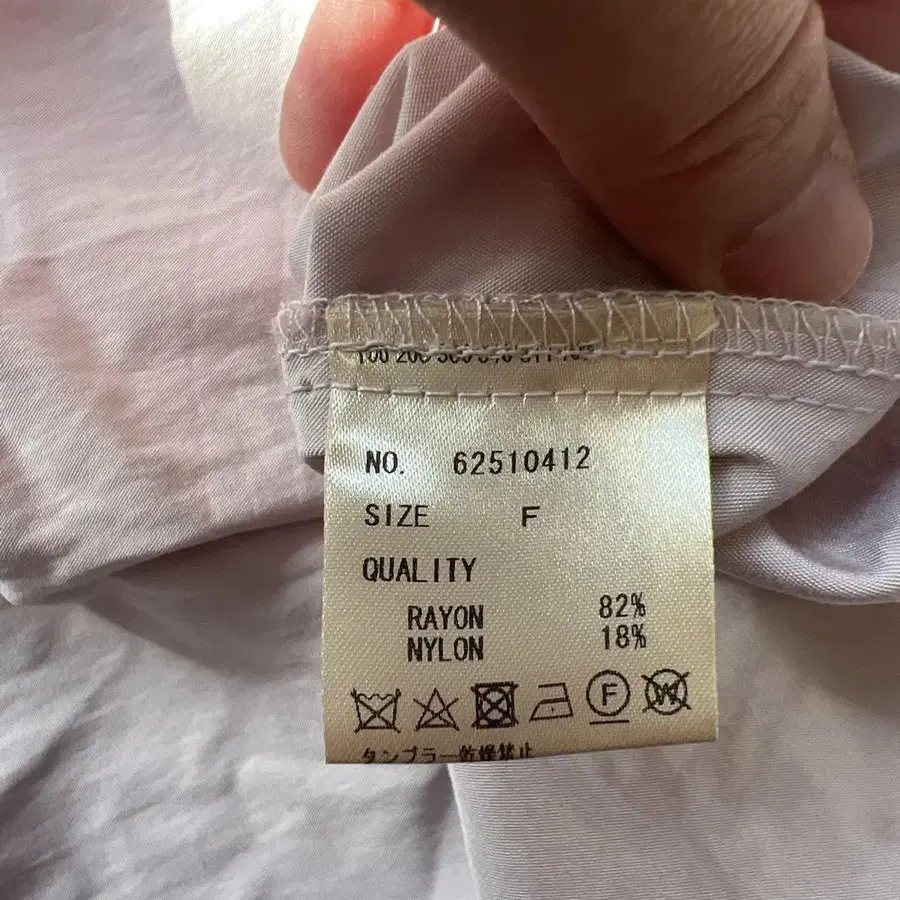 NO. 62510412
SIZE F
QUALITY
RAYON 82%
NYLON 18%
F W
タンブラー乾燥禁止